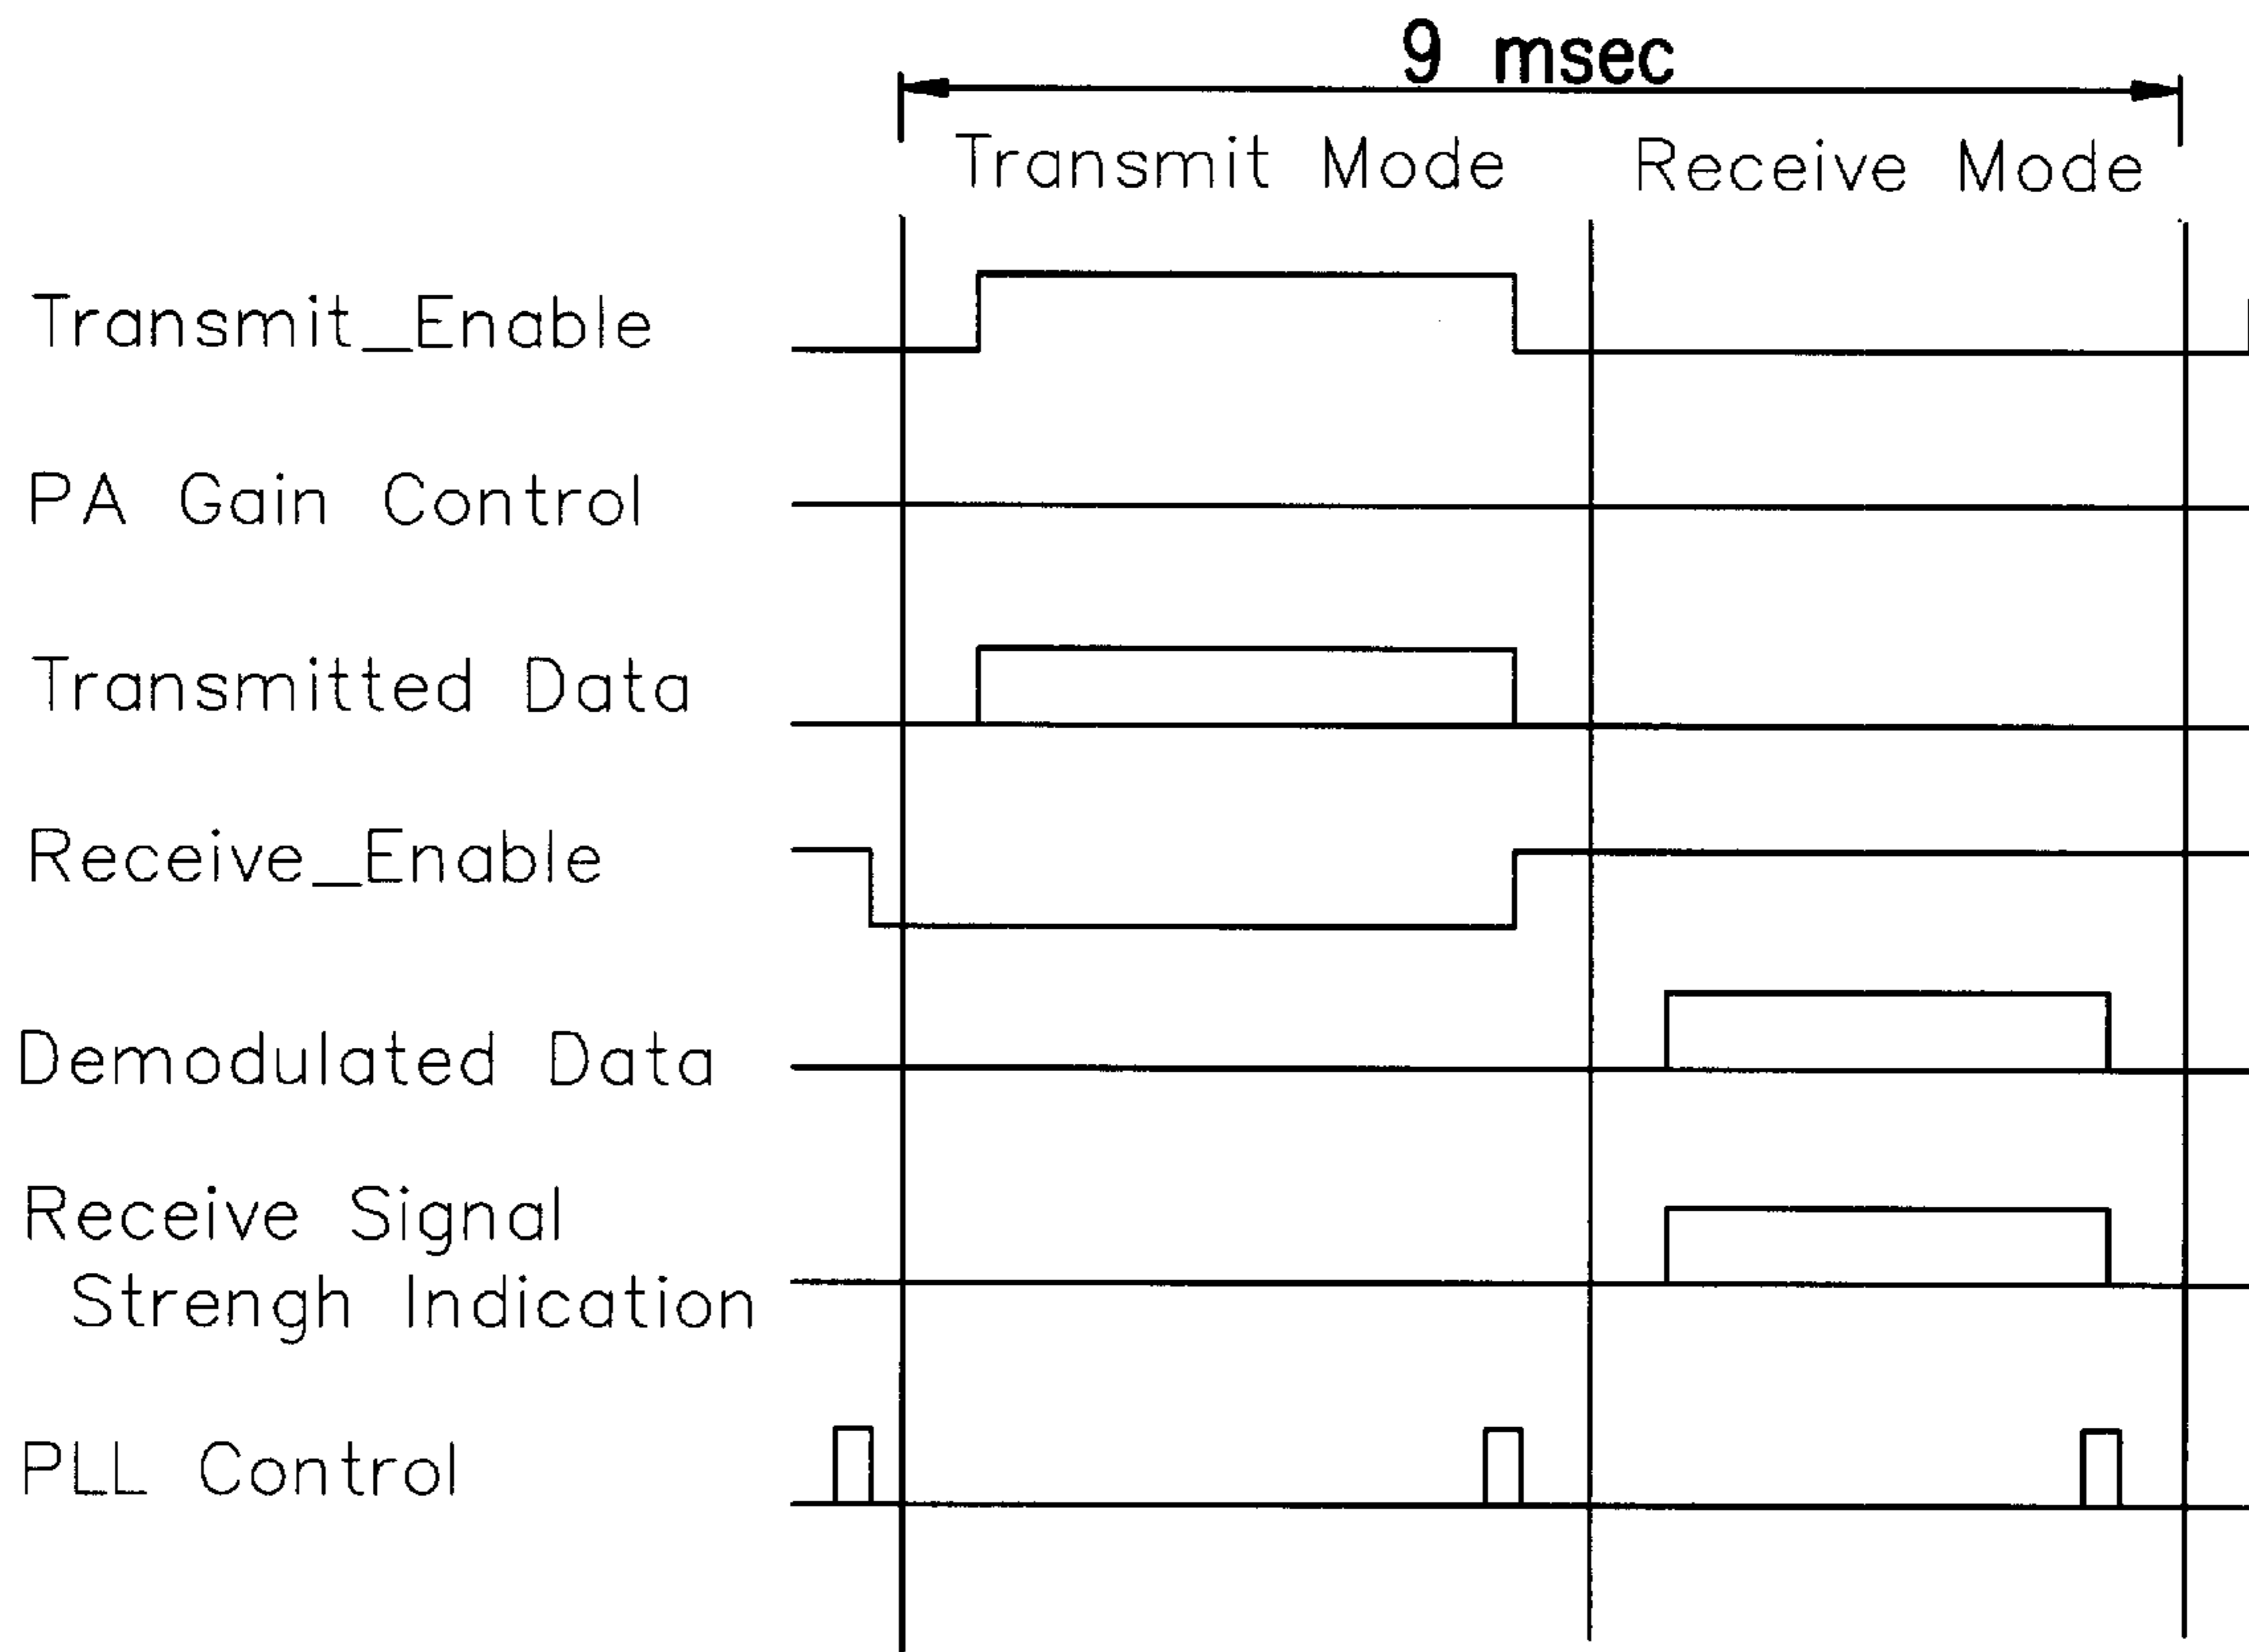 9 msec
Transmit Mode Receive Mode
Transmit_Enable
PA Gain Control
Transmitted Data
Receive_Enable
Demodulated Data
Receive Signal
Strengh Indication
PLL Control